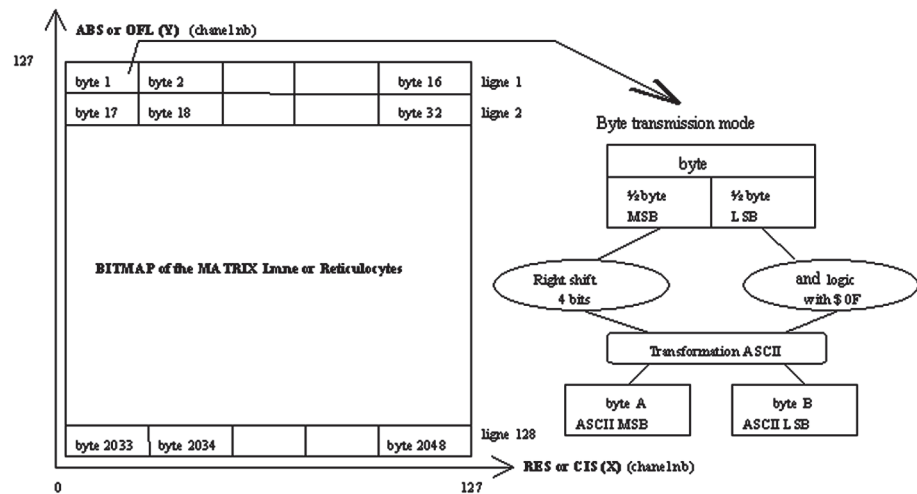 ABS or OFL (Y) (chanel nb)
127
byte 1 byte 2 byte 16 ligne 1
byte 17 byte 18 byte 32 ligne 2
BITMAP of the MATRIX Lmne or Reticulocytes
byte 2033 byte 2034 byte 2048 ligne 128
RES or CIS (X) (chanel nb)
0 127
Byte transmission mode
byte
½ byte
MSB
½ byte
LSB
Right shift
4 bits
and logic
with $ 0F
Transformation ASCII
byte A
ASCII MSB
byte B
ASCII LSB